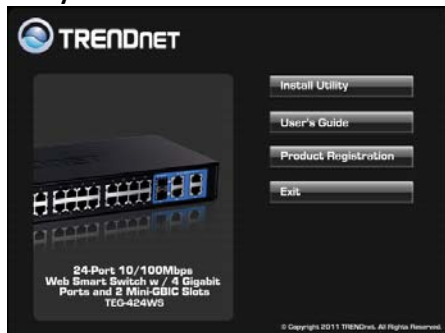 TRENDnet
Install Utility
User's Guide
Product Registration
Exit
24-Port 10/100Mbps
Web Smart Switch w / 4 Gigabit
Ports and 2 Mini-GBIC Slots
TEG-424WS
© Copyright 2011 TRENDnet. All Rights Reserved.